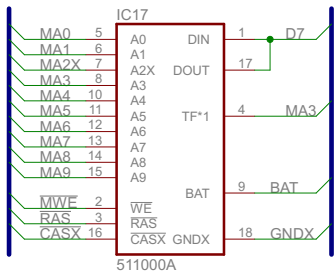 IC17
MA0 5 A0 DIN 1 D7
MA1 6 A1
MA2X 7 A2X DOUT 17
MA3 8 A3
MA4 10 A4
MA5 11 A5 TF*1 4 MA3
MA6 12 A6
MA7 13 A7
MA8 14 A8
MA9 15 A9
BAT 9 BAT
MWE 2 WE
RAS 3 RAS
CASX 16 CASX GNDX 18 GNDX
511000A